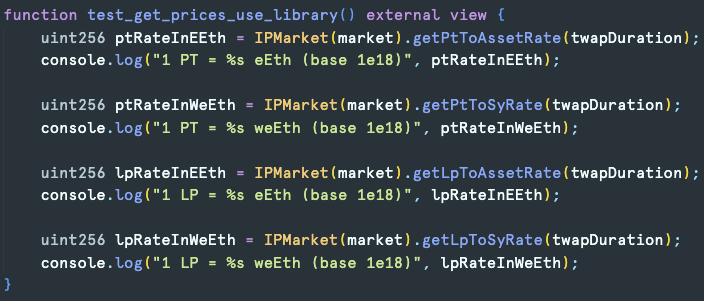 function test_get_prices_use_library() external view {
    uint256 ptRateInEEth = IPMarket(market).getPtToAssetRate(twapDuration);
    console.log("1 PT = %s eEth (base 1e18)", ptRateInEEth);

    uint256 ptRateInWeEth = IPMarket(market).getPtToSyRate(twapDuration);
    console.log("1 PT = %s weEth (base 1e18)", ptRateInWeEth);

    uint256 lpRateInEEth = IPMarket(market).getLpToAssetRate(twapDuration);
    console.log("1 LP = %s eEth (base 1e18)", lpRateInEEth);

    uint256 lpRateInWeEth = IPMarket(market).getLpToSyRate(twapDuration);
    console.log("1 LP = %s weEth (base 1e18)", lpRateInWeEth);
}